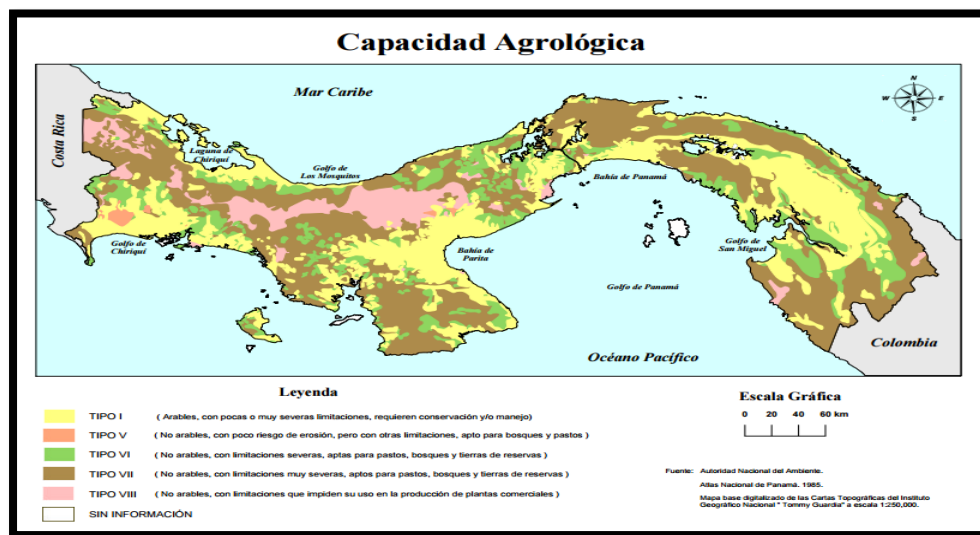 Capacidad Agrológica
Mar Caribe
Costa Rica
Laguna de
Chiriquí
Golfo de
Los Mosquitos
N
W E
S
Bahía de Panamá
Golfo de
Chiriquí
Bahía de
Parita
Golfo de
San Miguel
Golfo de Panamá
Océano Pacífico
Colombia
Leyenda
TIPO I ( Arables, con pocas o muy severas limitaciones, requieren conservación y/o manejo)
TIPO V ( No arables, con poco riesgo de erosión, pero con otras limitaciones, apto para bosques y pastos )
TIPO VI ( No arables, con limitaciones severas, aptas para pastos, bosques y tierras de reservas )
TIPO VII ( No arables, con limitaciones muy severas, aptos para pastos, bosques y tierras de reservas )
TIPO VIII ( No arables, con limitaciones que impiden su uso en la producción de plantas comerciales )
SIN INFORMACIÓN
Escala Gráfica
0 20 40 60 km
Fuente: Autoridad Nacional del Ambiente.
Atlas Nacional de Panamá. 1985.
Mapa base digitalizado de las Cartas Topográficas del Instituto
Geográfico Nacional " Tommy Guardia" a escala 1:250,000.